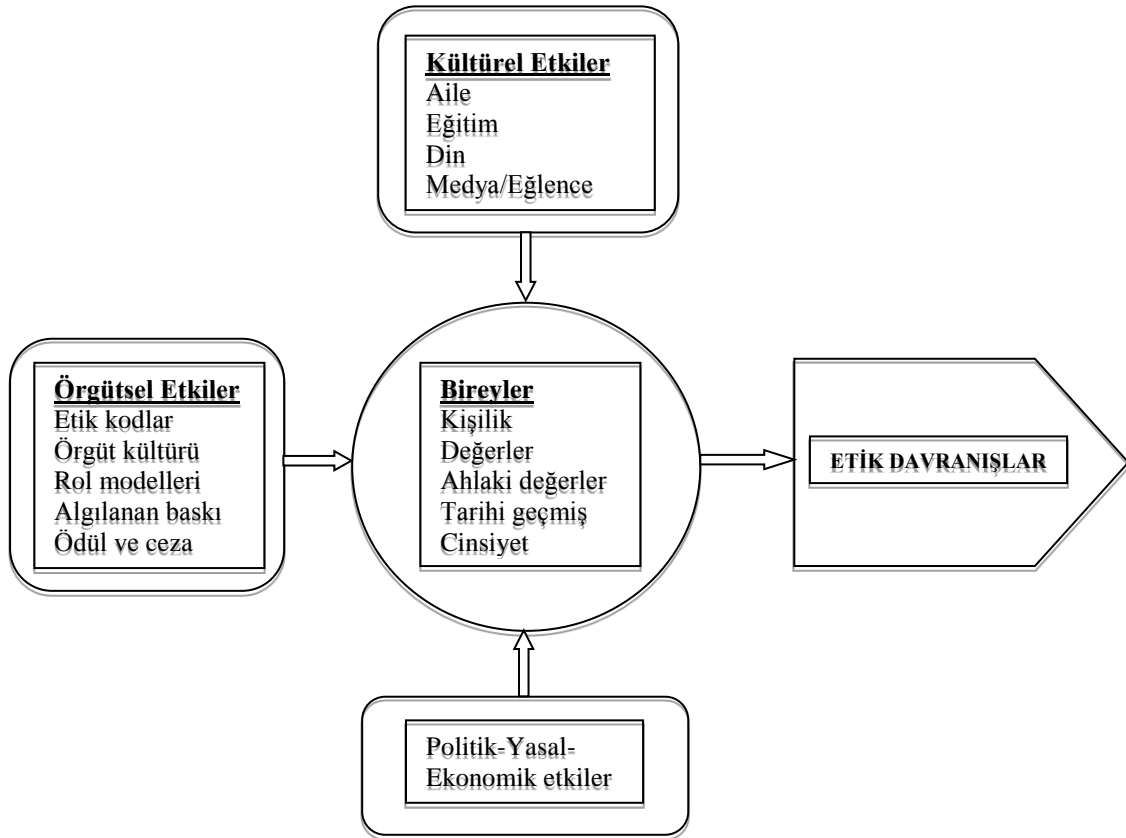 Kültürel Etkiler
Aile
Eğitim
Din
Medya/Eğlence
Örgütsel Etkiler
Etik kodlar
Örgüt kültürü
Rol modelleri
Algılanan baskı
Ödül ve ceza
Bireyler
Kişilik
Değerler
Ahlaki değerler
Tarihi geçmiş
Cinsiyet
ETİK DAVRANIŞLAR
Politik-Yasal-
Ekonomik etkiler